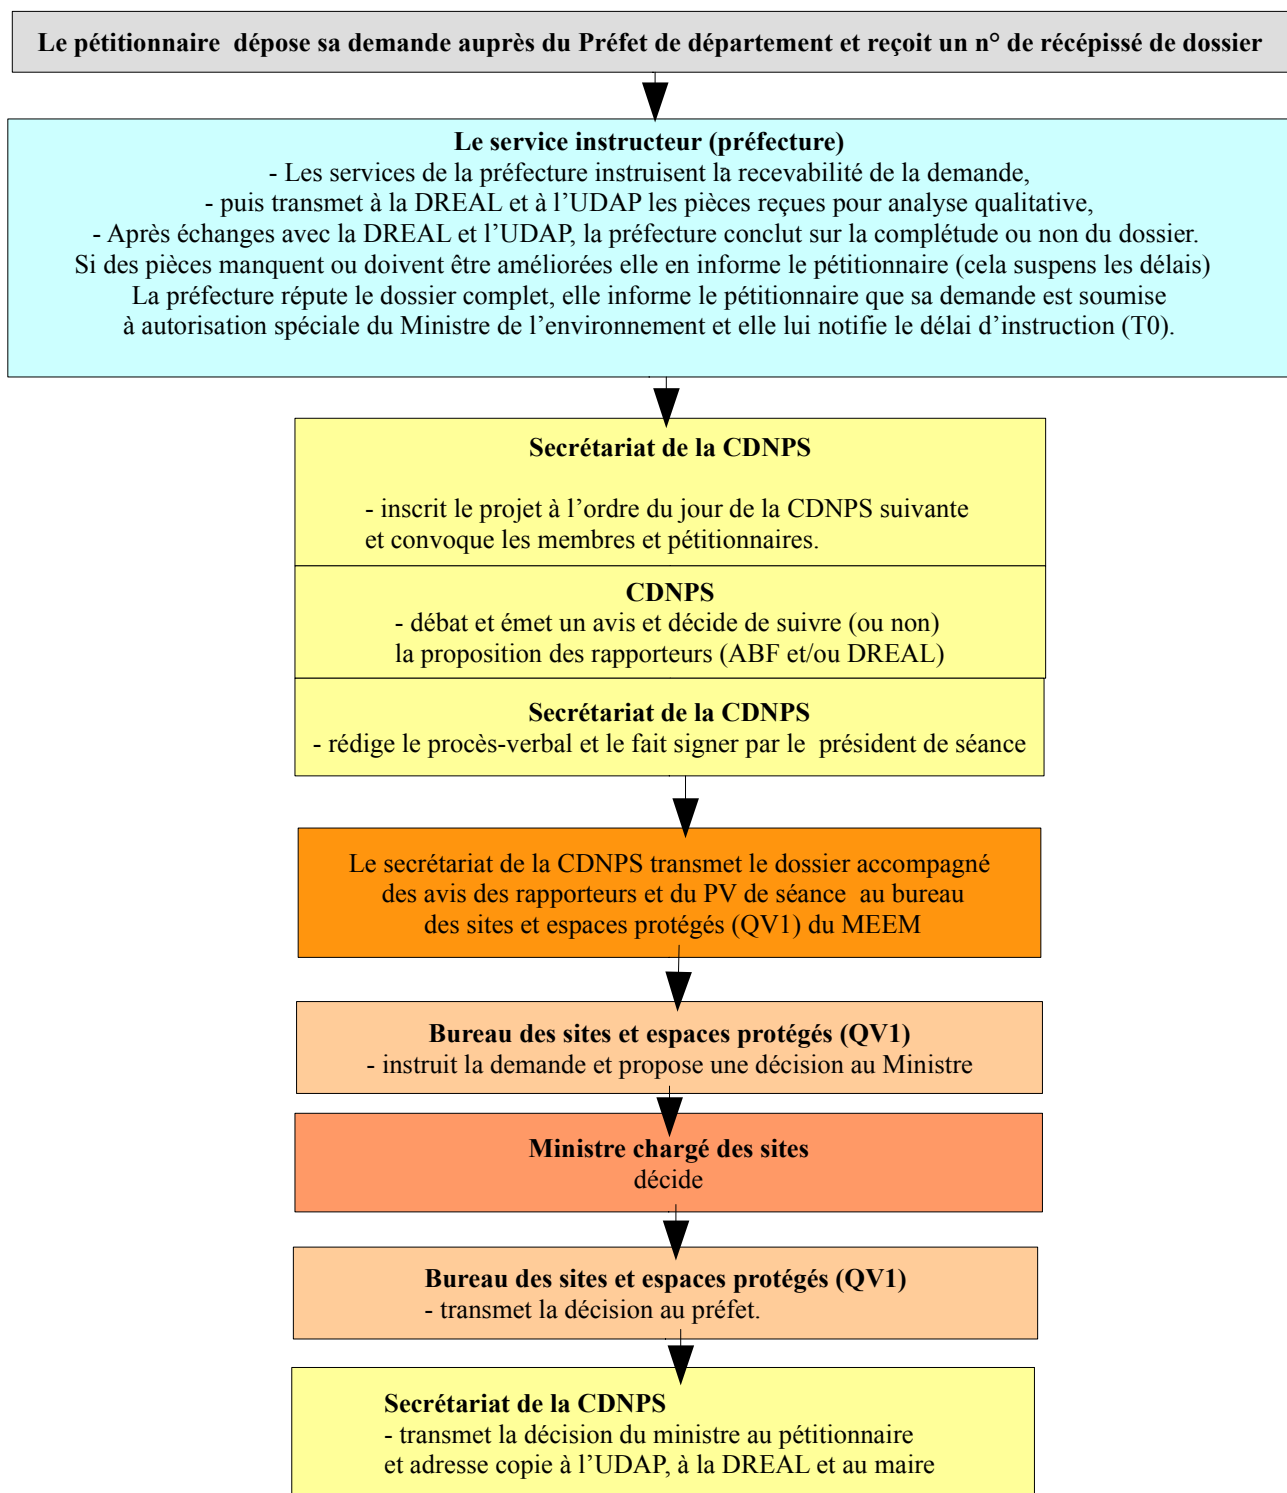 Le pétitionnaire dépose sa demande auprès du Préfet de département et reçoit un n° de récépissé de dossier
Le service instructeur (préfecture)
- Les services de la préfecture instruisent la recevabilité de la demande,
- puis transmet à la DREAL et à l’UDAP les pièces reçues pour analyse qualitative,
- Après échanges avec la DREAL et l’UDAP, la préfecture conclut sur la complétude ou non du dossier.
Si des pièces manquent ou doivent être améliorées elle en informe le pétitionnaire (cela suspens les délais)
La préfecture répute le dossier complet, elle informe le pétitionnaire que sa demande est soumise
à autorisation spéciale du Ministre de l’environnement et elle lui notifie le délai d’instruction (T0).
Secrétariat de la CDNPS
- inscrit le projet à l’ordre du jour de la CDNPS suivante
et convoque les membres et pétitionnaires.
CDNPS
- débat et émet un avis et décide de suivre (ou non)
la proposition des rapporteurs (ABF et/ou DREAL)
Secrétariat de la CDNPS
- rédige le procès-verbal et le fait signer par le président de séance
Le secrétariat de la CDNPS transmet le dossier accompagné
des avis des rapporteurs et du PV de séance au bureau
des sites et espaces protégés (QV1) du MEEM
Bureau des sites et espaces protégés (QV1)
- instruit la demande et propose une décision au Ministre
Ministre chargé des sites
décide
Bureau des sites et espaces protégés (QV1)
- transmet la décision au préfet.
Secrétariat de la CDNPS
- transmet la décision du ministre au pétitionnaire
et adresse copie à l’UDAP, à la DREAL et au maire